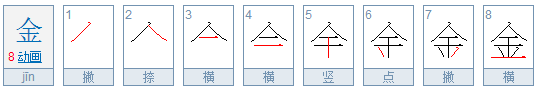 金 1 2 3 4 5 6 7 8
8 动画
jīn 撇 捺 横 横 竖 点 撇 横